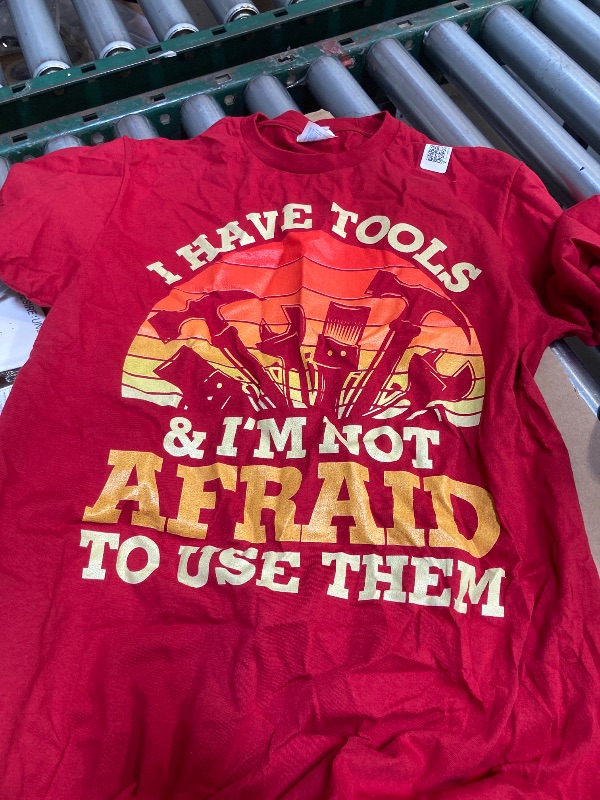 I HAVE TOOLS
& I'M NOT
AFRAID
TO USE THEM